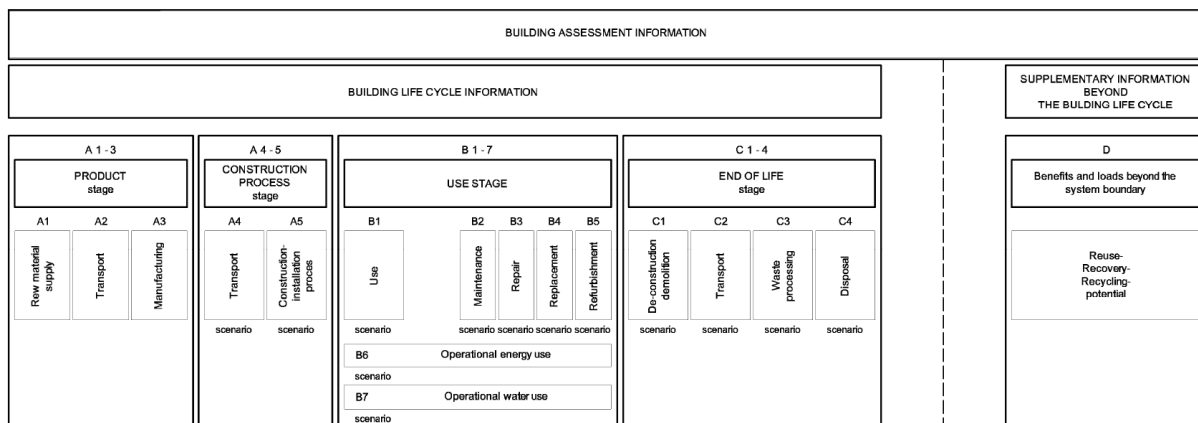 BUILDING ASSESSMENT INFORMATION
BUILDING LIFE CYCLE INFORMATION
SUPPLEMENTARY INFORMATION
BEYOND
THE BULDING LIFE CYCLE
A 1 - 3
PRODUCT
stage
A1
A2
A3
Rew material
supply
Transport
Manufacturing
A 4 - 5
CONSTRUCTION
PROCESS
stage
A4
A5
Transport
Construction-
installation
proces
scenario
scenario
B 1 - 7
USE STAGE
B1
B2
B3
B4
B5
Use
Maintenance
Repair
Replacement
Refurbishment
scenario
scenario
scenario
scenario
scenario
B6
Operational energy use
scenario
B7
Operational water use
scenario
C 1 - 4
END OF LIFE
stage
C1
C2
C3
C4
De-construction
demolition
Transport
Waste
processing
Disposal
scenario
scenario
scenario
scenario
D
Benefits and loads beyond the
system boundary
Reuse-
Recovery-
Recycling-
potential